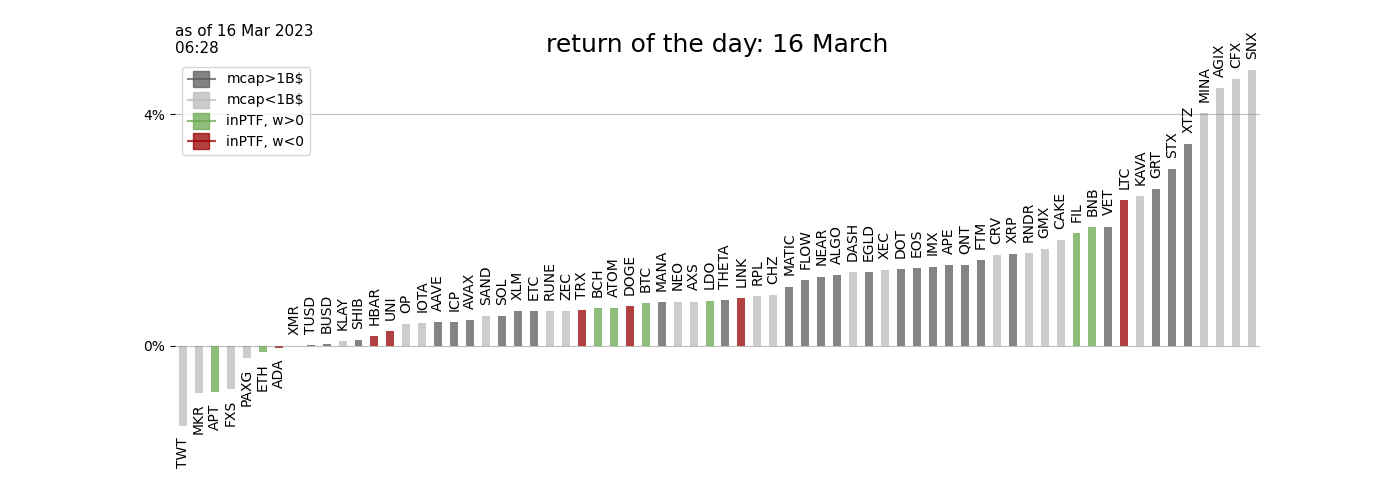 as of 16 Mar 2023
06:28
return of the day: 16 March
mcap>1B$
mcap<1B$
inPTF, w>0
inPTF, w<0
4%
0%
TWT
MKR
APT
FXS
PAXG
ETH
ADA
XMR
TUSD
BUSD
KLAY
SHIB
HBAR
UNI
OP
IOTA
AAVE
ICP
AVAX
SAND
SOL
XLM
ETC
RUNE
ZEC
TRX
BCH
ATOM
DOGE
BTC
MANA
NEO
AXS
LDO
THETA
LINK
RPL
CHZ
MATIC
FLOW
NEAR
ALGO
DASH
EGLD
XEC
DOT
EOS
IMX
APE
QNT
FTM
CRV
XRP
RNDR
GMX
CAKE
FIL
BNB
VET
LTC
KAVA
GRT
STX
XTZ
MINA
AGIX
CFX
SNX